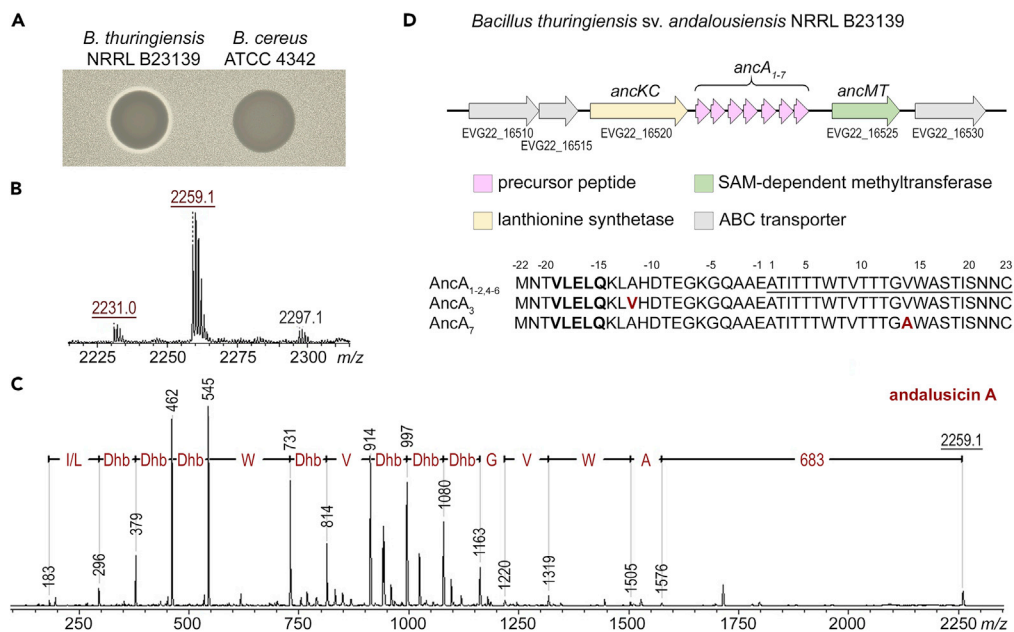 A
B. thuringiensis
NRRL B23139
B. cereus
ATCC 4342
B
2259.1
2231.0
2297.1
2225 2250 2275 2300 m/z
D
Bacillus thuringiensis sv. andalousiensis NRRL B23139
ancA1-7
ancKC
ancMT
EVG22_16510
EVG22_16515
EVG22_16520
EVG22_16525
EVG22_16530
precursor peptide
SAM-dependent methyltransferase
lanthionine synthetase
ABC transporter
-22 -20 -15 -10 -5 -1 1 5 10 15 20 23
AncA1-2,4-6 MNTVLELQKLAHDTEGKGQAAEATITTTWTVTTTGVWASTISNNC
AncA3 MNTVLELQKLVHDTEGKGQAAEATITTTWTVTTTGVWASTISNNC
AncA7 MNTVLELQKLAHDTEGKGQAAEATITTTWTVTTTGAWASTISNNC
C
andalusicin A
183 296 379 462 545 731 814 914 997 1080 1163 1220 1319 1505 1576 2259.1
I/L Dhb Dhb Dhb W Dhb V Dhb Dhb Dhb G V W A 683
250 500 750 1000 1250 1500 1750 2000 m/z